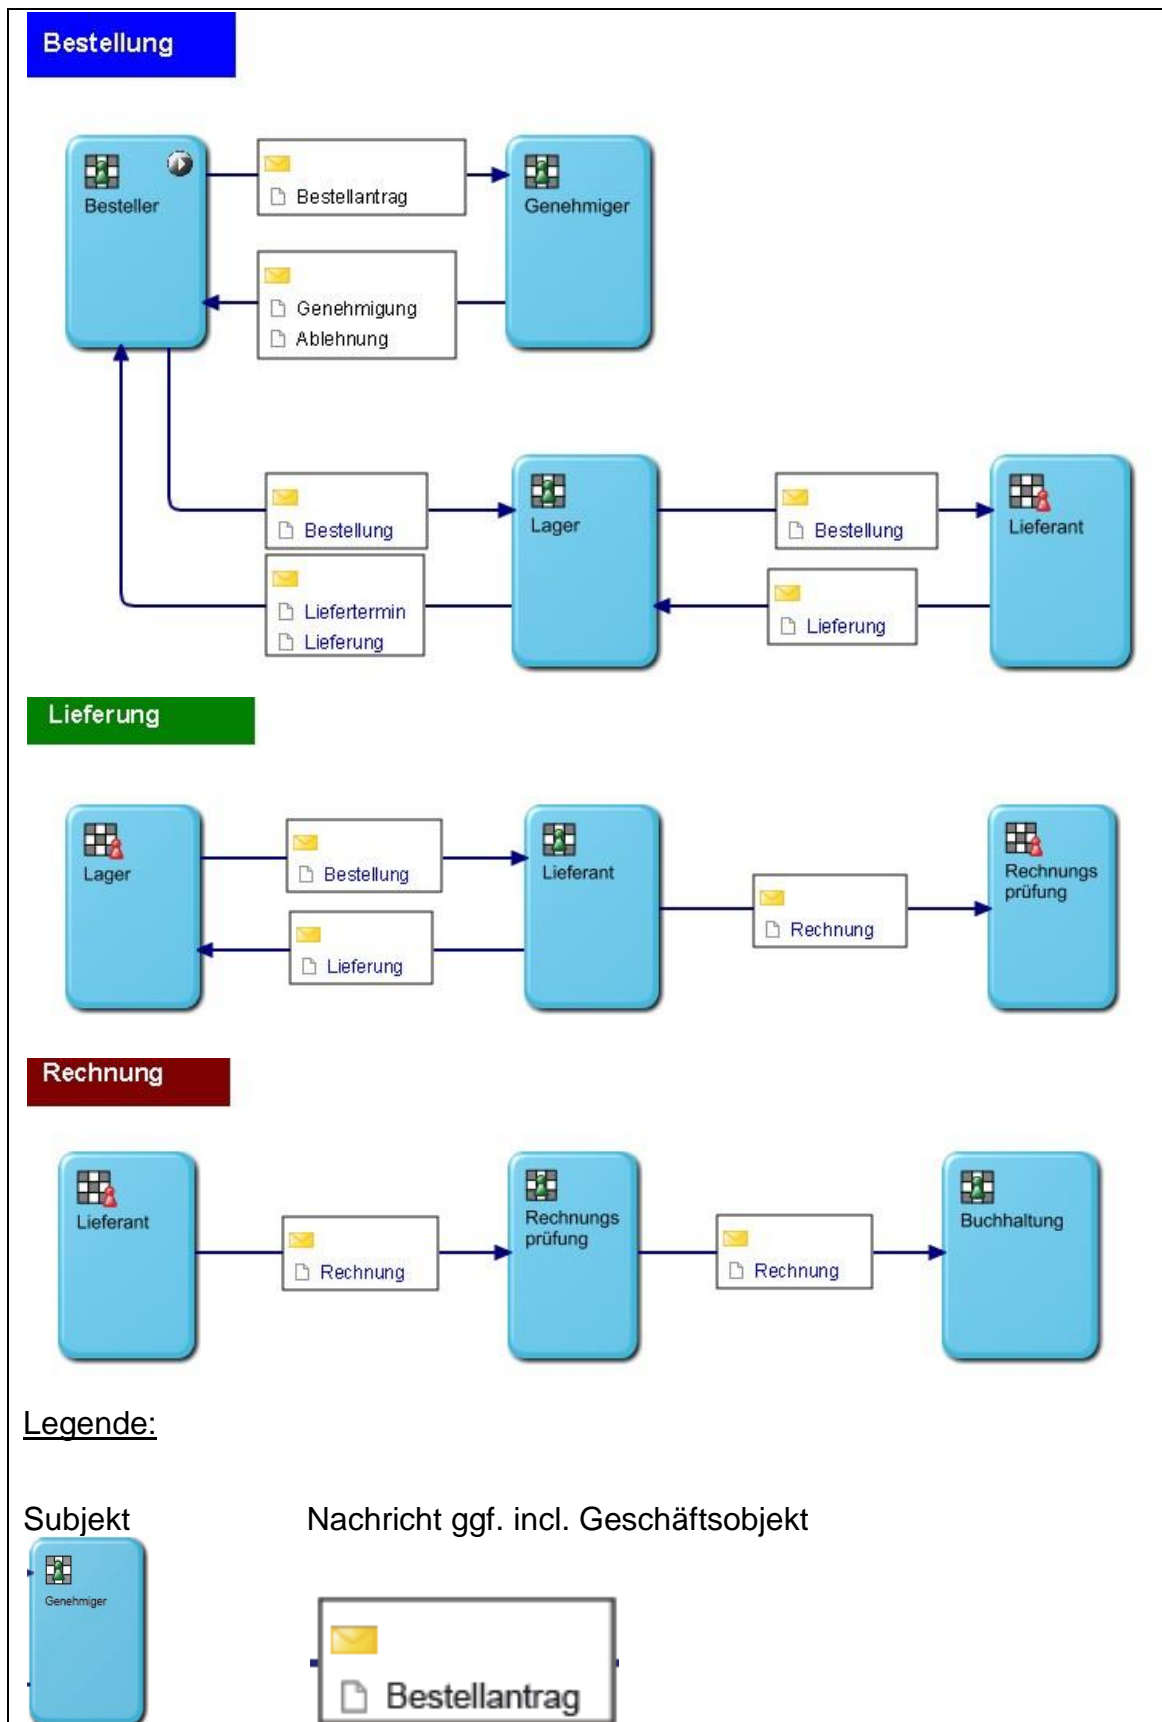 Bestellung
Besteller
Bestellantrag
Genehmiger
Genehmigung
Ablehnung
Bestellung
Lager
Bestellung
Lieferant
Liefertermin
Lieferung
Lieferung
Lieferung
Lager
Bestellung
Lieferant
Rechnungs
prüfung
Rechnung
Lieferung
Rechnung
Lieferant
Rechnung
Rechnungs
prüfung
Rechnung
Buchhaltung
Legende:
Subjekt
Nachricht ggf. incl. Geschäftsobjekt
Genehmiger
Bestellantrag